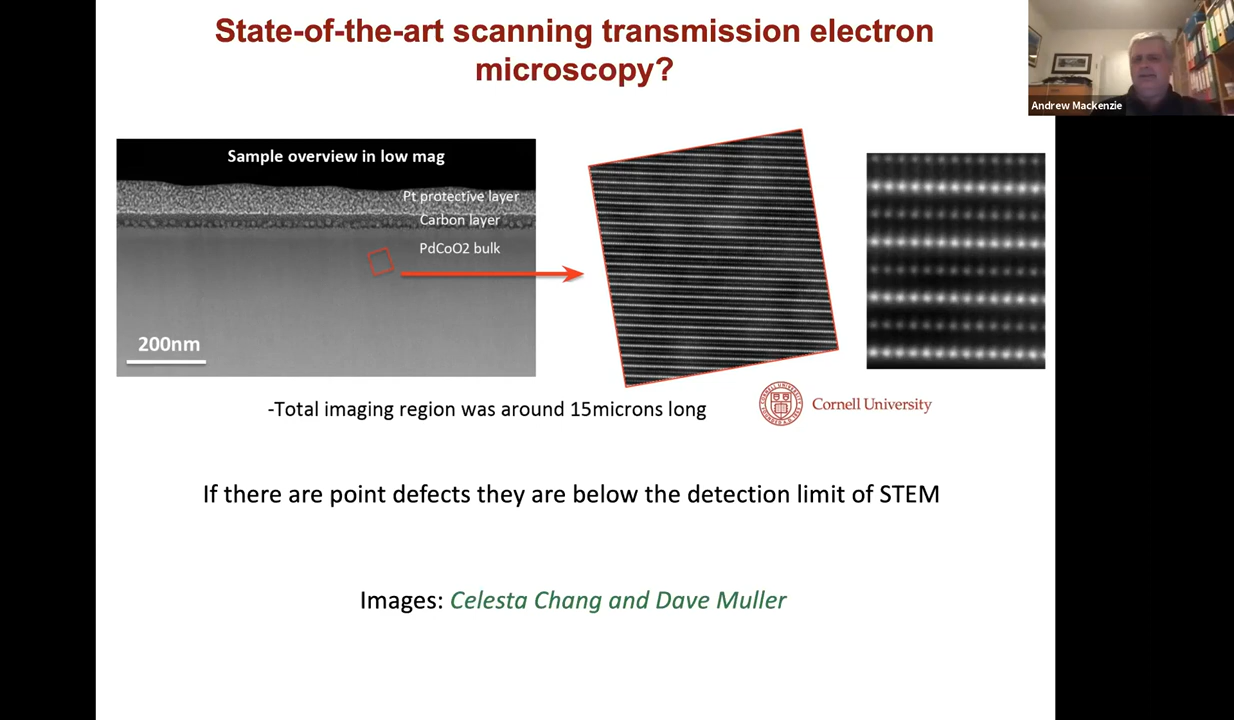 State-of-the-art scanning transmission electron
microscopy?
Andrew Mackenzie
Sample overview in low mag
Pt protective layer
Carbon layer
PdCoO2 bulk
200nm
-Total imaging region was around 15microns long
Cornell University
If there are point defects they are below the detection limit of STEM
Images: Celesta Chang and Dave Muller